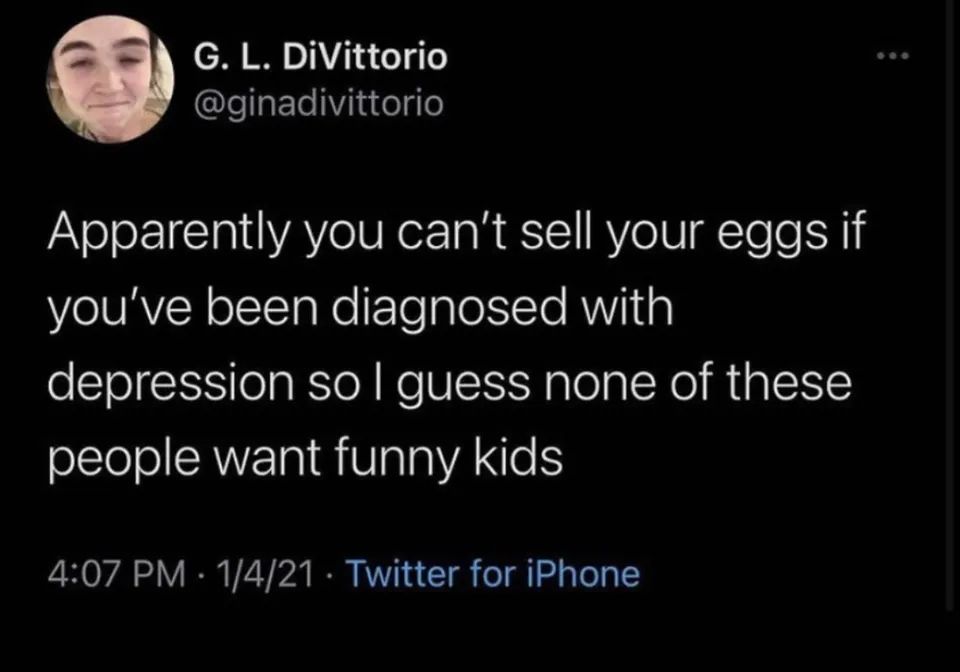 G. L. DiVittorio
@ginadivittorio
Apparently you can't sell your eggs if
you've been diagnosed with
depression so I guess none of these
people want funny kids
4:07 PM · 1/4/21 · Twitter for iPhone